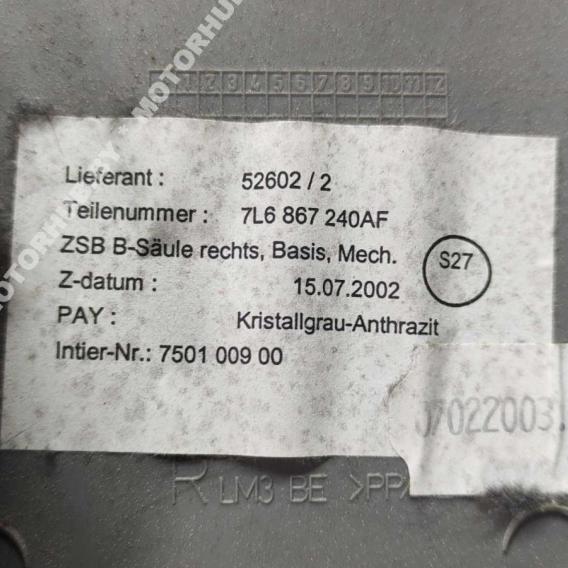 MOTORHUB
1 2 3 4 5 6 7 8 9 10 11 12
Lieferant : 52602 / 2
Teilenummer : 7L6 867 240AF
ZSB B-Säule rechts, Basis, Mech.
S27
Z-datum : 15.07.2002
PAY : Kristallgrau-Anthrazit
Intier-Nr.: 7501 009 00
07022003
R LM3 BE >PP<